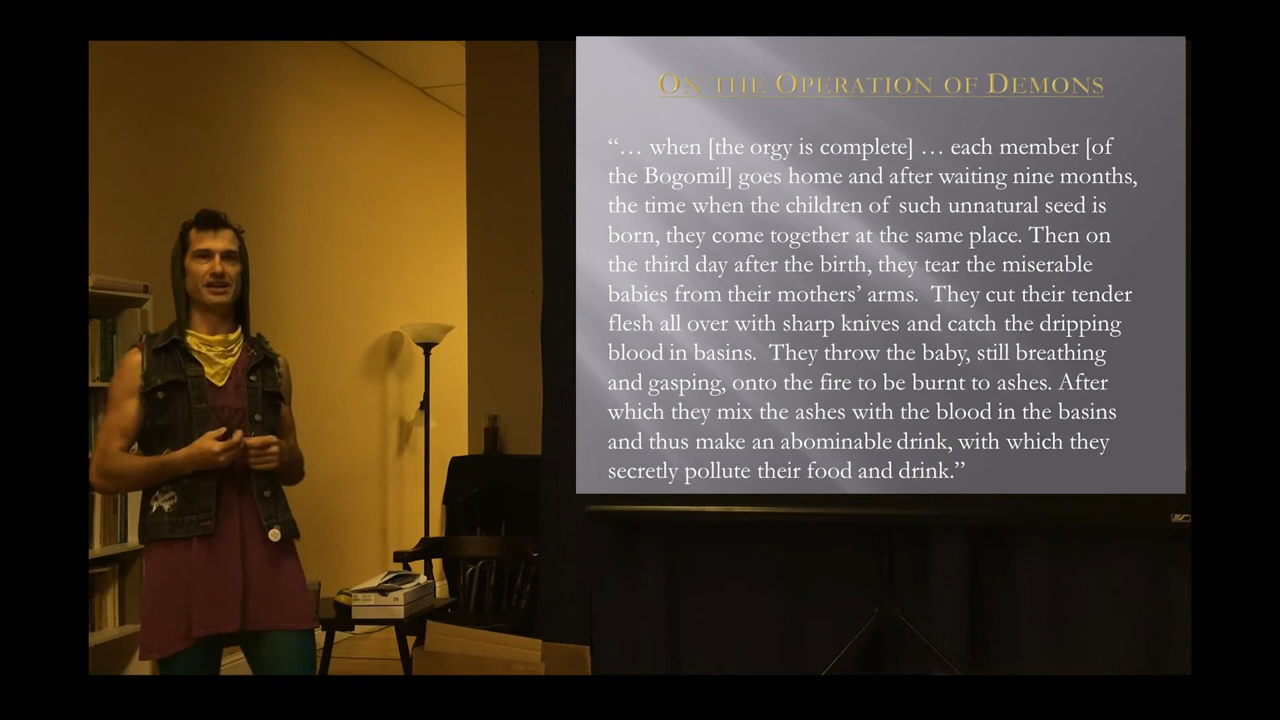 ON THE OPERATION OF DEMONS
“… when [the orgy is complete] … each member [of
the Bogomil] goes home and after waiting nine months,
the time when the children of such unnatural seed is
born, they come together at the same place. Then on
the third day after the birth, they tear the miserable
babies from their mothers’ arms.  They cut their tender
flesh all over with sharp knives and catch the dripping
blood in basins.  They throw the baby, still breathing
and gasping, onto the fire to be burnt to ashes. After
which they mix the ashes with the blood in the basins
and thus make an abominable drink, with which they
secretly pollute their food and drink.”